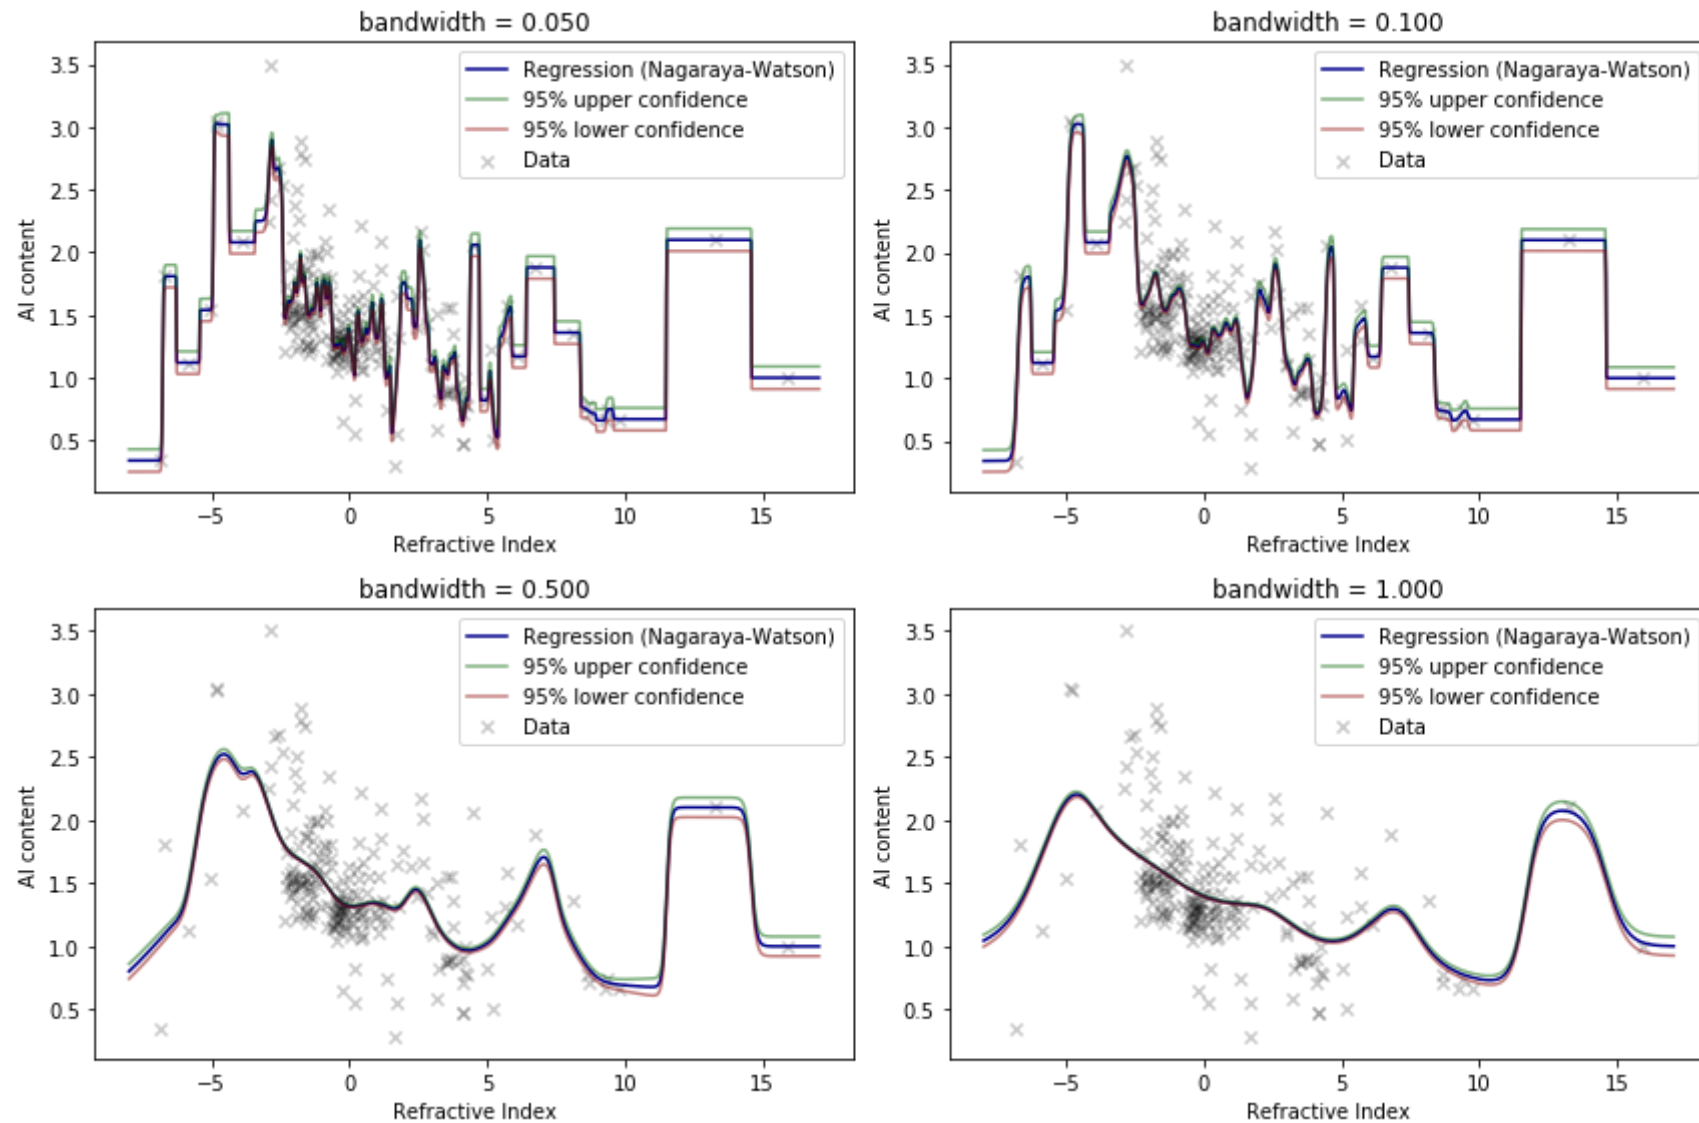 bandwidth = 0.050
3.5
3.0
2.5
2.0
1.5
1.0
0.5
AI content
Regression (Nagaraya-Watson)
95% upper confidence
95% lower confidence
Data
−5
0
5
10
15
Refractive Index
bandwidth = 0.100
3.5
3.0
2.5
2.0
1.5
1.0
0.5
AI content
Regression (Nagaraya-Watson)
95% upper confidence
95% lower confidence
Data
−5
0
5
10
15
Refractive Index
bandwidth = 0.500
3.5
3.0
2.5
2.0
1.5
1.0
0.5
AI content
Regression (Nagaraya-Watson)
95% upper confidence
95% lower confidence
Data
−5
0
5
10
15
Refractive Index
bandwidth = 1.000
3.5
3.0
2.5
2.0
1.5
1.0
0.5
AI content
Regression (Nagaraya-Watson)
95% upper confidence
95% lower confidence
Data
−5
0
5
10
15
Refractive Index